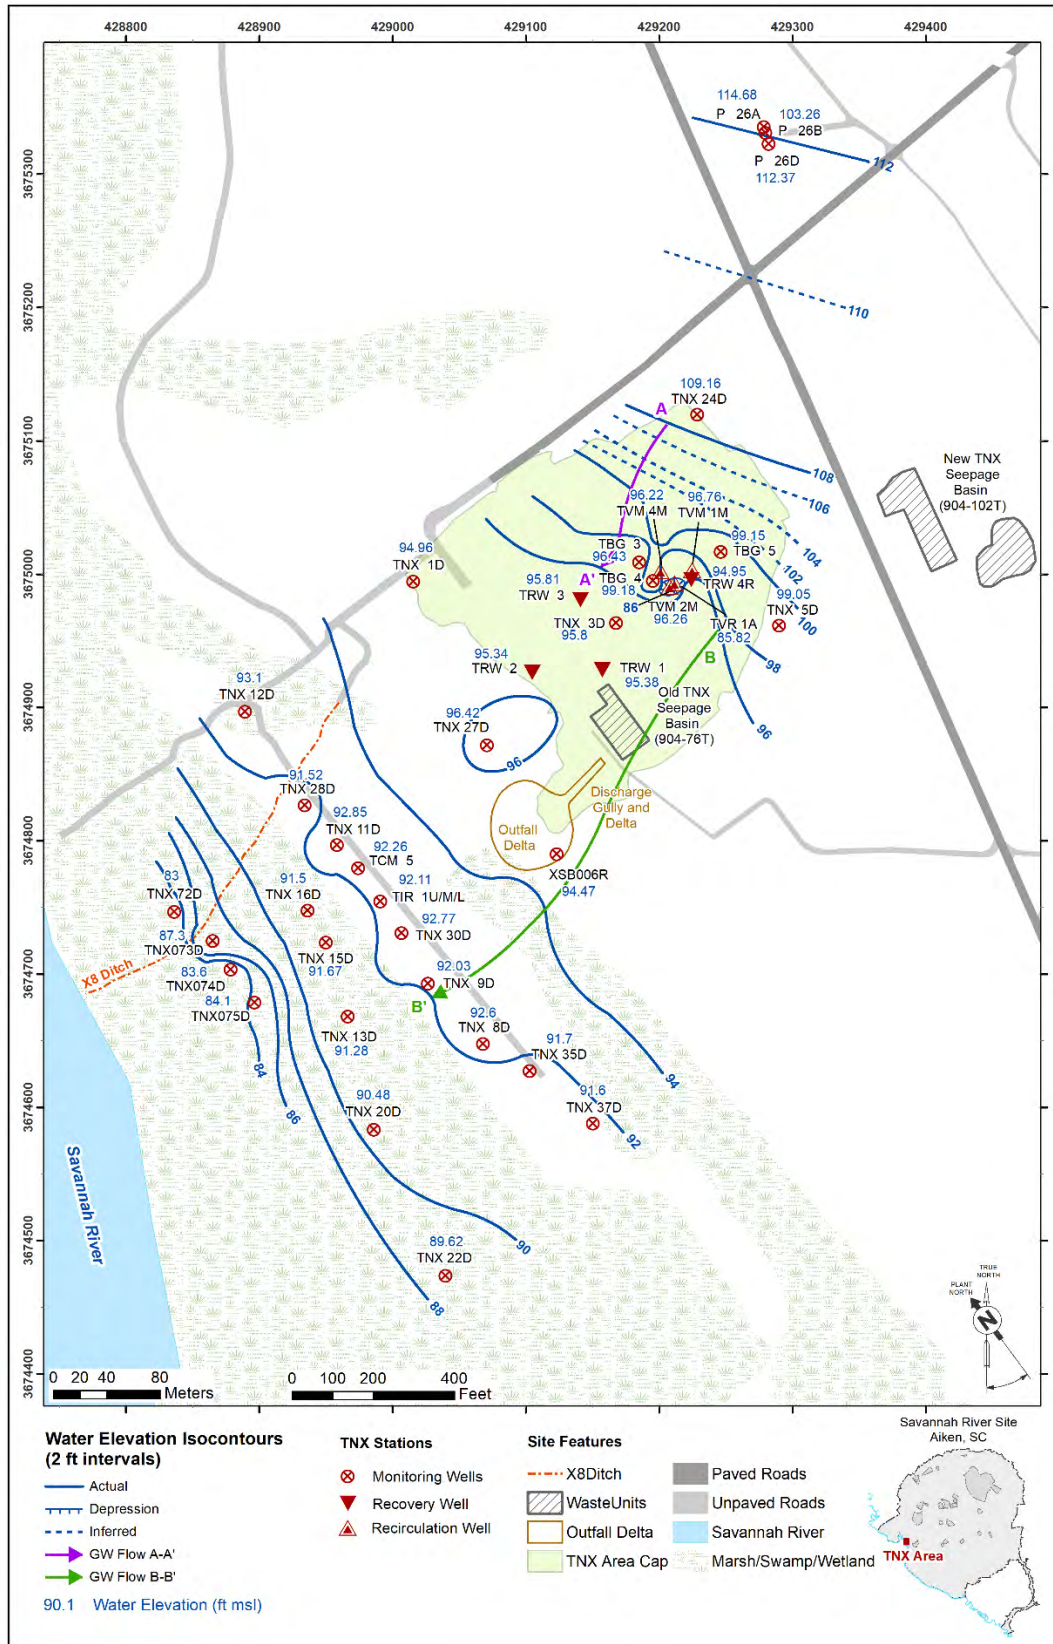 428800 428900 429000 429100 429200 429300 429400
3675300
3675200
3675100
3675000
3674900
3674800
3674700
3674600
3674500
3674400
114.68
P 26A
103.26
P 26B
P 26D
112.37
112
110
109.16
TNX 24D
A
108
106
104
102
100
98
96
New TNX
Seepage
Basin
(904-102T)
96.22
TVM 4M
96.76
TVM 1M
99.15
TBG 5
TBG 3
96.43
94.96
TNX 1D
A'
TBG 4
99.18
95.81
TRW 3
94.95
TRW 4R
86
TVM 2M
96.26
TVR 1A
85.82
99.05
TNX 5D
TNX 3D
95.8
B
95.34
TRW 2
TRW 1
95.38
Old TNX
Seepage
Basin
(904-76T)
93.1
TNX 12D
96.42
TNX 27D
96
91.52
TNX 28D
Discharge
Gully and
Delta
Outfall
Delta
92.85
TNX 11D
92.26
TCM 5
XSB006R
94.47
92.11
TIR 1U/M/L
83
TNX 72D
91.5
TNX 16D
92.77
TNX 30D
87.3
TNX073D
TNX 15D
91.67
83.6
TNX074D
X8 Ditch
92.03
TNX 9D
B'
84.1
TNX075D
92.6
TNX 8D
TNX 13D
91.28
91.7
TNX 35D
84
86
94
91.6
TNX 37D
92
90.48
TNX 20D
Savannah River
90
89.62
TNX 22D
88
TRUE
NORTH
PLANT
NORTH
N
0 20 40 80
Meters
0 100 200 400
Feet
Water Elevation Isocontours
(2 ft intervals)
Actual
Depression
Inferred
GW Flow A-A'
GW Flow B-B'
90.1 Water Elevation (ft msl)
TNX Stations
Monitoring Wells
Recovery Well
Recirculation Well
Site Features
X8Ditch
WasteUnits
Outfall Delta
TNX Area Cap
Paved Roads
Unpaved Roads
Savannah River
Marsh/Swamp/Wetland
Savannah River Site
Aiken, SC
TNX Area